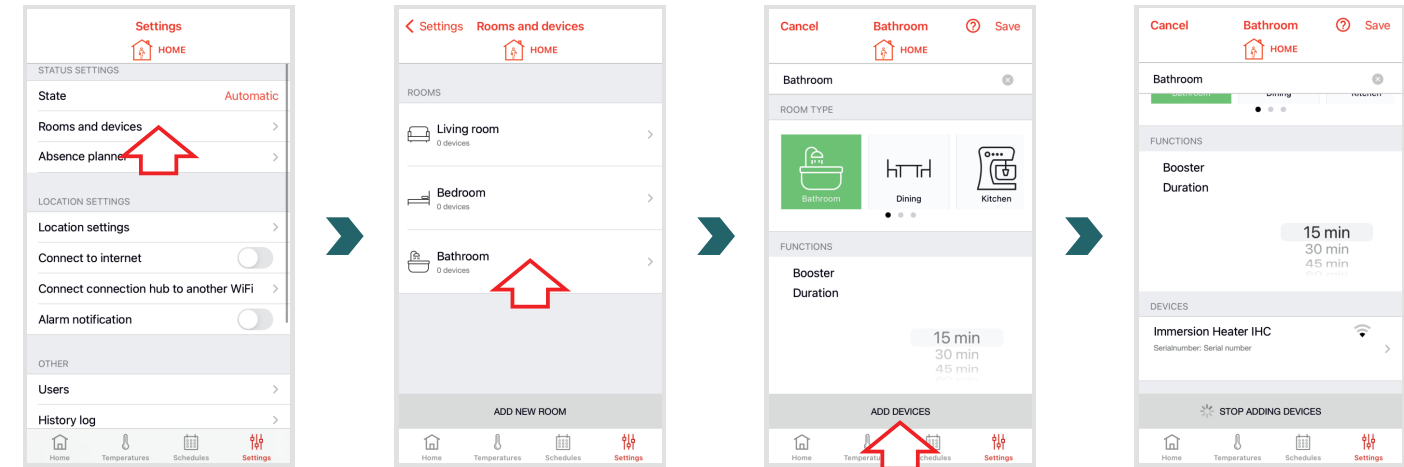 Settings
HOME
STATUS SETTINGS
State Automatic
Rooms and devices
Absence planner
LOCATION SETTINGS
Location settings
Connect to internet
Connect connection hub to another WiFi
Alarm notification
OTHER
Users
History log
Home Temperatures Schedules Settings
Settings Rooms and devices
HOME
ROOMS
Living room
0 devices
Bedroom
0 devices
Bathroom
0 devices
ADD NEW ROOM
Home Temperatures Schedules Settings
Cancel Bathroom ? Save
HOME
Bathroom
ROOM TYPE
Bathroom Dining Kitchen
FUNCTIONS
Booster
Duration
15 min
30 min
45 min
ADD DEVICES
Home Temperatures Schedules Settings
Cancel Bathroom ? Save
HOME
Bathroom
Bathroom Dining Kitchen
FUNCTIONS
Booster
Duration
15 min
30 min
45 min
DEVICES
Immersion Heater IHC
Serialnumber: Serial number
STOP ADDING DEVICES
Home Temperatures Schedules Settings